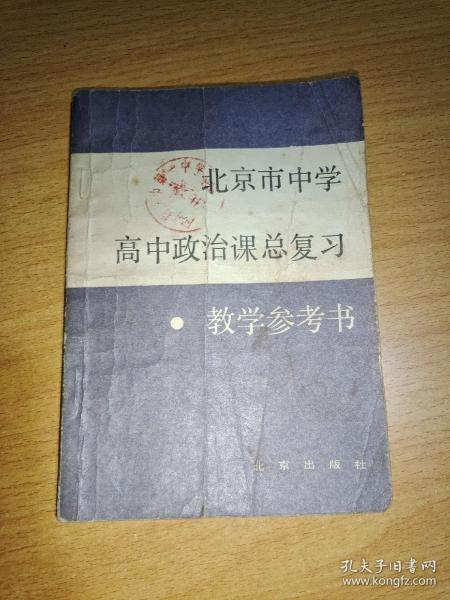 北京市中学
高中政治课总复习
·教学参考书
北京出版社
孔夫子旧书网
www.kongfz.com